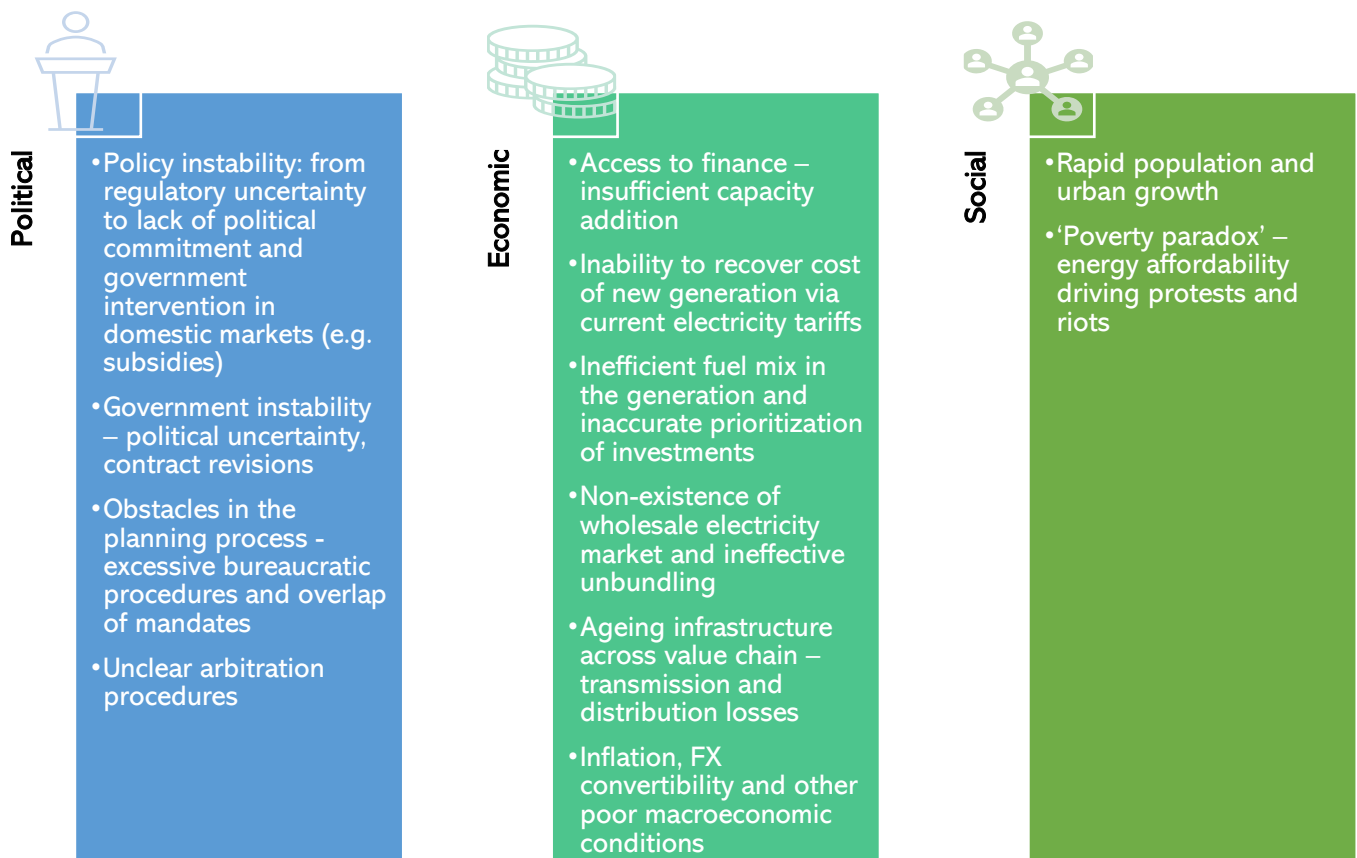 Political
•Policy instability: from
regulatory uncertainty
to lack of political
commitment and
government
intervention in
domestic markets (e.g.
subsidies)
•Government instability
– political uncertainty,
contract revisions
•Obstacles in the
planning process -
excessive bureaucratic
procedures and overlap
of mandates
•Unclear arbitration
procedures
Economic
•Access to finance –
insufficient capacity
addition
•Inability to recover cost
of new generation via
current electricity tariffs
•Inefficient fuel mix in
the generation and
inaccurate prioritization
of investments
•Non-existence of
wholesale electricity
market and ineffective
unbundling
•Ageing infrastructure
across value chain –
transmission and
distribution losses
•Inflation, FX
convertibility and other
poor macroeconomic
conditions
Social
•Rapid population and
urban growth
•‘Poverty paradox’ –
energy affordability
driving protests and
riots